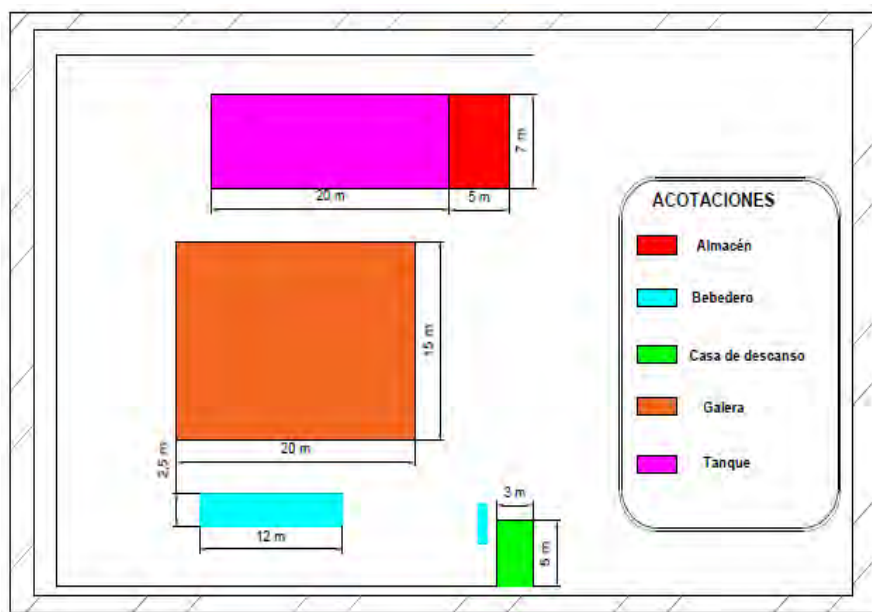 7 m
20 m
5 m
ACOTACIONES
Almacén
Bebedero
Casa de descanso
Galera
Tanque
15 m
20 m
2,5 m
3 m
12 m
5 m